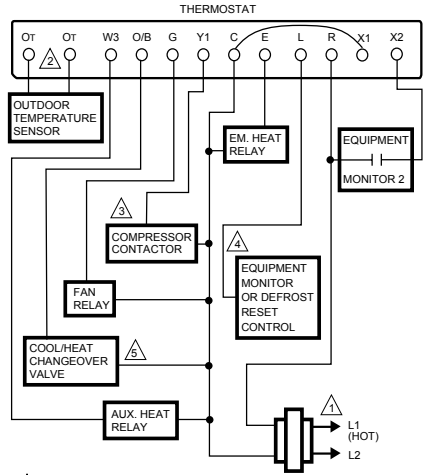 THERMOSTAT
OT OT W3 O/B G Y1 C E L R X1 X2
2
OUTDOOR
TEMPERATURE
SENSOR
EM. HEAT
RELAY
EQUIPMENT
MONITOR 2
3
COMPRESSOR
CONTACTOR
4
EQUIPMENT
MONITOR
OR DEFROST
RESET
CONTROL
FAN
RELAY
COOL/HEAT
CHANGEOVER
VALVE
5
AUX. HEAT
RELAY
1
L1
(HOT)
L2